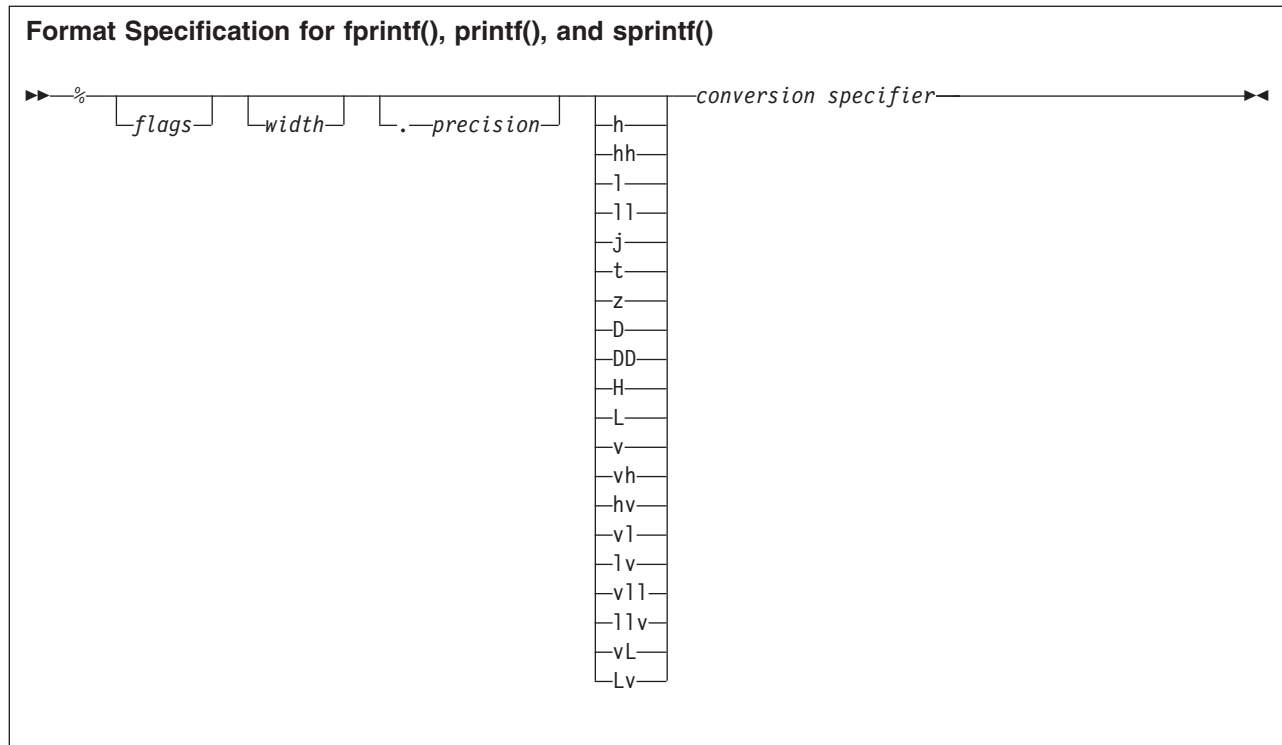 Format Specification for fprintf(), printf(), and sprintf()
% flags width . precision conversion specifier
h
hh
l
ll
j
t
z
D
DD
H
L
v
vh
hv
vl
lv
vll
llv
vL
Lv